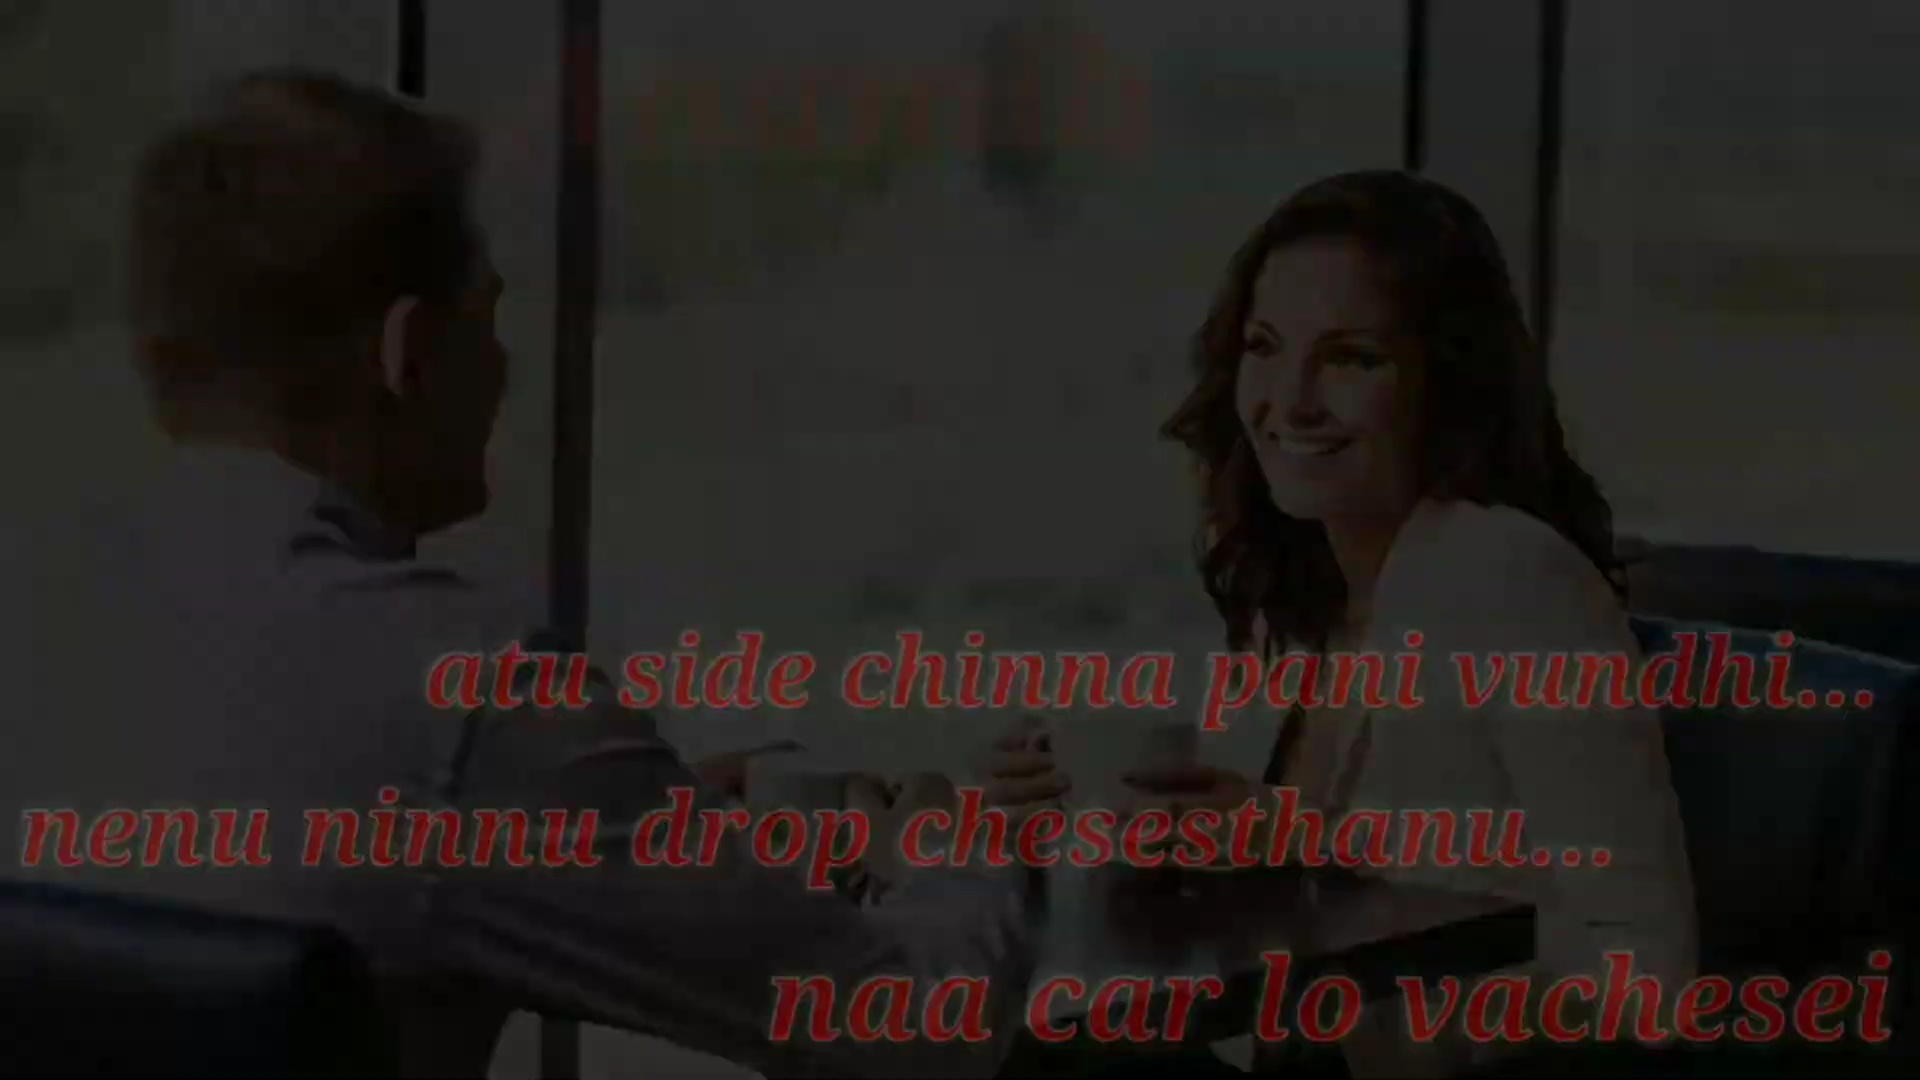 atu side chinna pani vundhi...
nenu ninnu drop chesesthanu...
naa car lo vachesei